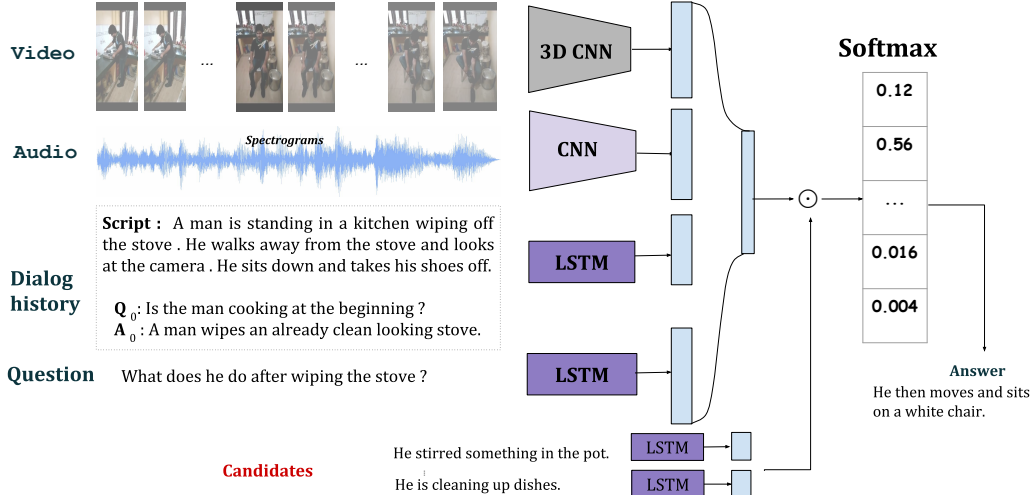 Video
...
...
3D CNN
Softmax
0.12
Audio
Spectrograms
CNN
0.56
...
Script : A man is standing in a kitchen wiping off
the stove . He walks away from the stove and looks
at the camera . He sits down and takes his shoes off.
LSTM
0.016
Dialog
history
Q 0: Is the man cooking at the beginning ?
A 0 : A man wipes an already clean looking stove.
0.004
Question
What does he do after wiping the stove ?
LSTM
Answer
He then moves and sits
on a white chair.
Candidates
He stirred something in the pot.
LSTM
He is cleaning up dishes.
LSTM